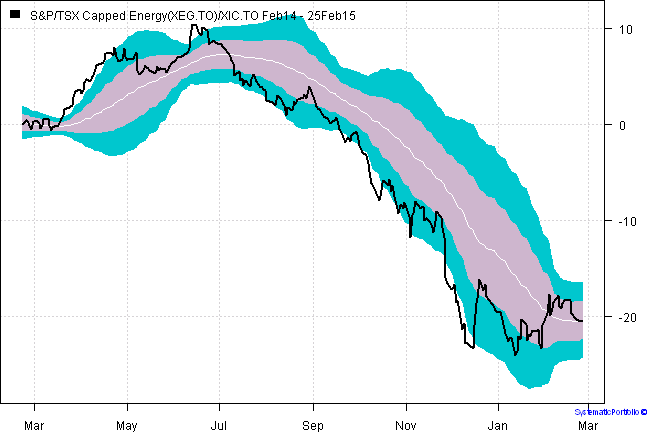 S&P/TSX Capped Energy(XEG.TO)/XIC.TO Feb14 - 25Feb15
10
0
-10
-20
SystematicPortfolio ©
Mar May Jul Sep Nov Jan Mar